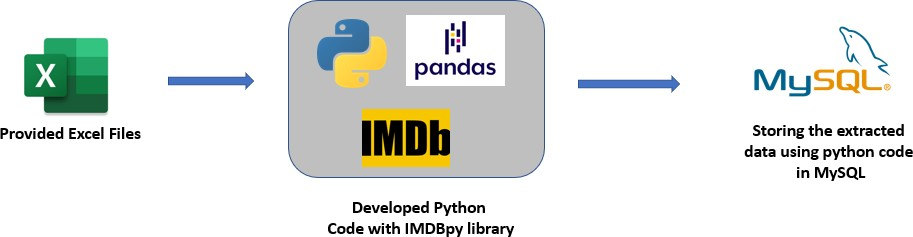 X
Provided Excel Files
pandas
IMDb
Developed Python
Code with IMDBpy library
MySQL®
Storing the extracted
data using python code
in MySQL